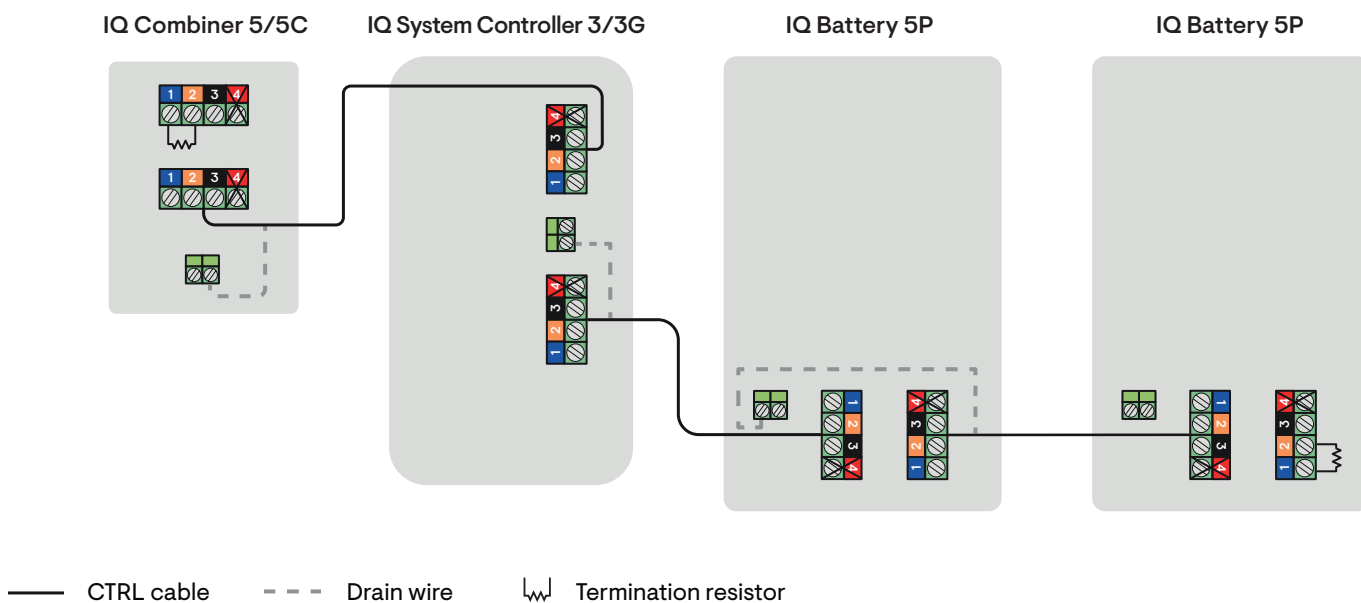 IQ Combiner 5/5C
IQ System Controller 3/3G
IQ Battery 5P
IQ Battery 5P
1 2 3 4
1 2 3 4
4
3
2
1
4
3
2
1
1
2
3
4
4
3
2
1
1
2
3
4
4
3
2
1
CTRL cable
Drain wire
Termination resistor